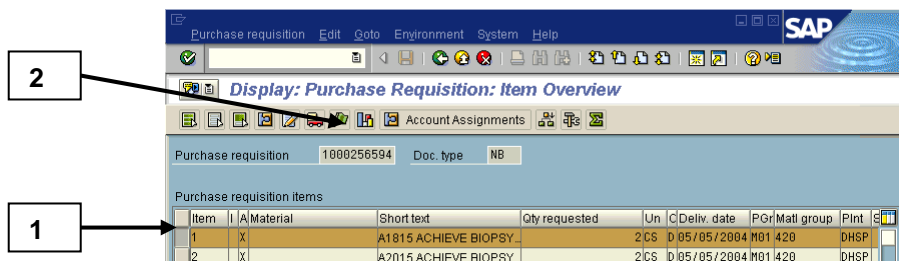 Purchase requisition Edit Goto Environment System Help
SAP
2
Display: Purchase Requisition: Item Overview
Account Assignments
Purchase requisition 1000256594 Doc. type NB
Purchase requisition items
Item I A Material Short text Qty requested Un C Deliv. date PGr Matl group Plnt S
1
1 X A1815 ACHIEVE BIOPSY... 2 CS D 05/05/2004 M01 420 DHSP
2 X A2015 ACHIEVE BIOPSY 2 CS D 05/05/2004 M01 420 DHSP